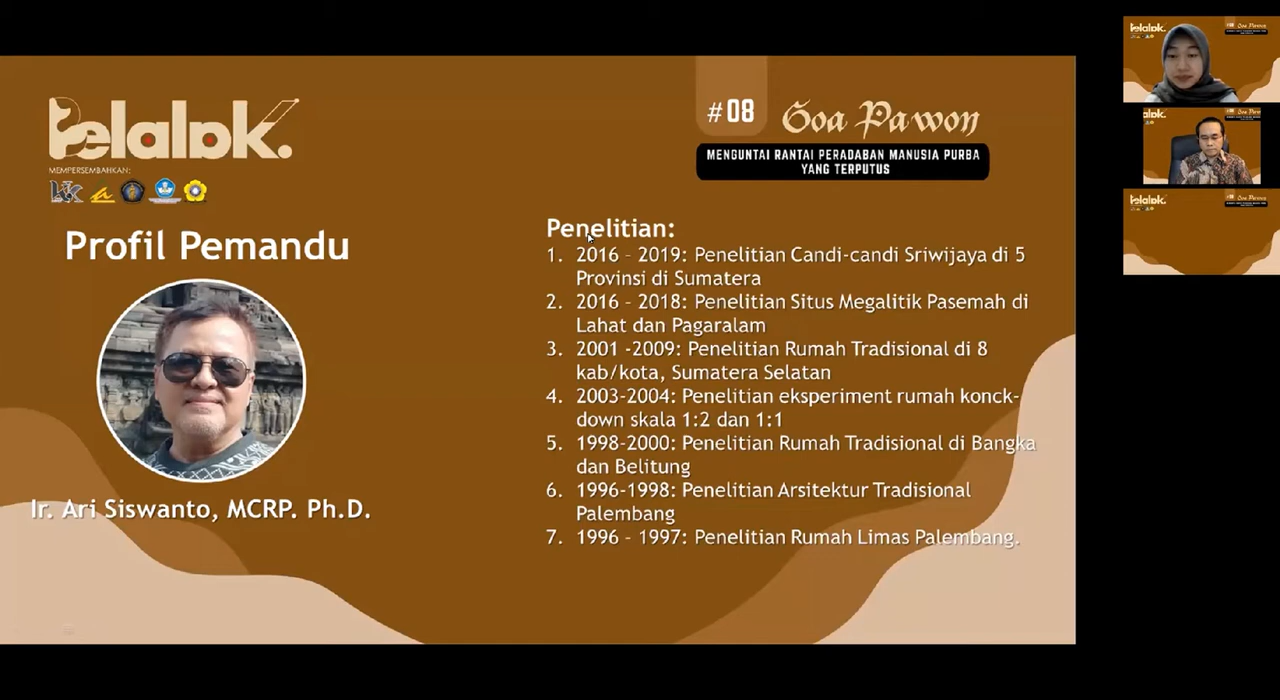 Pelalok.
MEMPERSEMBAHKAN:
#08
Goa Pawon
MENGUNTAI RANTAI PERADABAN MANUSIA PURBA
YANG TERPUTUS
Profil Pemandu
Ir. Ari Siswanto, MCRP. Ph.D.
Penelitian:
1. 2016 - 2019: Penelitian Candi-candi Sriwijaya di 5
Provinsi di Sumatera
2. 2016 - 2018: Penelitian Situs Megalitik Pasemah di
Lahat dan Pagaralam
3. 2001 -2009: Penelitian Rumah Tradisional di 8
kab/kota, Sumatera Selatan
4. 2003-2004: Penelitian eksperiment rumah konck-
down skala 1:2 dan 1:1
5. 1998-2000: Penelitian Rumah Tradisional di Bangka
dan Belitung
6. 1996-1998: Penelitian Arsitektur Tradisional
Palembang
7. 1996 - 1997: Penelitian Rumah Limas Palembang.